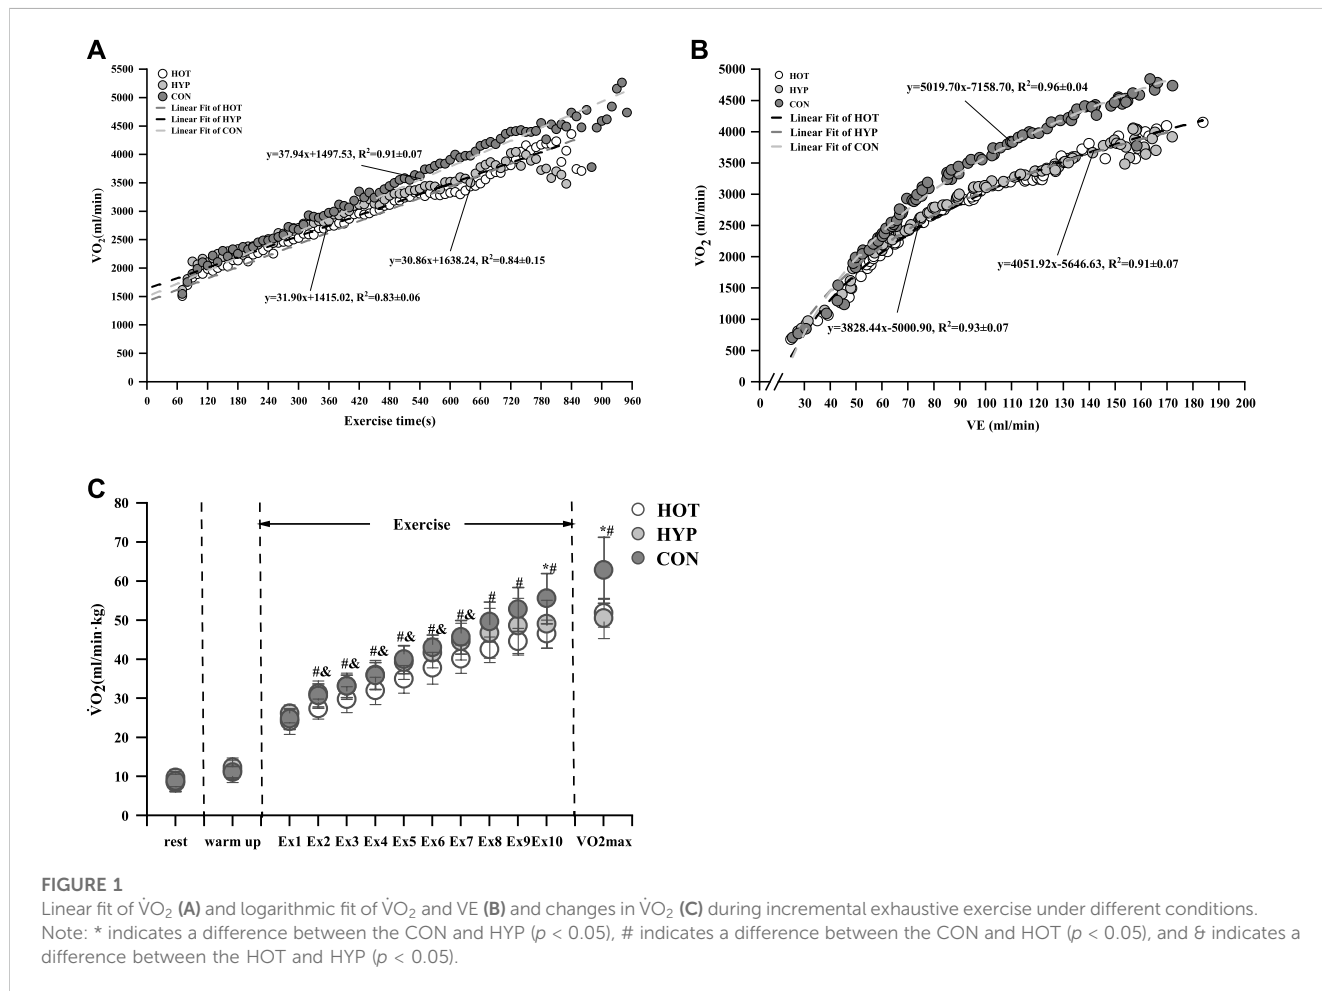 A
5500
5000
4500
4000
3500
3000
2500
2000
1500
1000
500
0
VO2(ml/min)
HOT
HYP
CON
Linear Fit of HOT
Linear Fit of HYP
Linear Fit of CON
y=37.94x+1497.53, R2=0.91±0.07
y=30.86x+1638.24, R2=0.84±0.15
y=31.90x+1415.02, R2=0.83±0.06
0 60 120 180 240 300 360 420 480 540 600 660 720 780 840 900 960
Exercise time(s)
B
5000
4500
4000
3500
3000
2500
2000
1500
1000
500
0
VO2(ml/min)
HOT
HYP
CON
Linear Fit of HOT
Linear Fit of HYP
Linear Fit of CON
y=5019.70x-7158.70, R2=0.96±0.04
y=4051.92x-5646.63, R2=0.91±0.07
y=3828.44x-5000.90, R2=0.93±0.07
0 30 40 50 60 70 80 90 100 110 120 130 140 150 160 170 180 190 200
VE (ml/min)
C
80
70
60
50
40
30
20
10
0
V̇O2(ml/min·kg)
Exercise
HOT
HYP
CON
#& #& #& #& #& #& # # *# *#
rest warm up Ex1 Ex2 Ex3 Ex4 Ex5 Ex6 Ex7 Ex8 Ex9 Ex10 VO2max
FIGURE 1
Linear fit of V̇O2 (A) and logarithmic fit of V̇O2 and VE (B) and changes in V̇O2 (C) during incremental exhaustive exercise under different conditions.
Note: * indicates a difference between the CON and HYP (p < 0.05), # indicates a difference between the CON and HOT (p < 0.05), and & indicates a
difference between the HOT and HYP (p < 0.05).